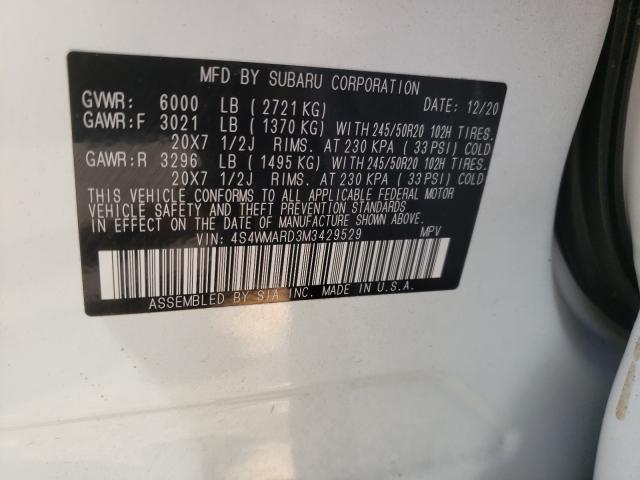 MFD BY SUBARU CORPORATION
GVWR: 6000 LB (2721 KG) DATE: 12/20
GAWR:F 3021 LB (1370 KG) WITH 245/50R20 102H TIRES.
20X7 1/2J RIMS. AT 230 KPA (33 PSI) COLD
GAWR:R 3296 LB (1495 KG) WITH 245/50R20 102H TIRES.
20X7 1/2J RIMS. AT 230 KPA (33 PSI) COLD
THIS VEHICLE CONFORMS TO ALL APPLICABLE FEDERAL MOTOR
VEHICLE SAFETY AND THEFT PREVENTION STANDARDS
IN EFFECT ON THE DATE OF MANUFACTURE SHOWN ABOVE.
VIN: 4S4WMARD3M3429529 MPV
ASSEMBLED BY SIA INC. MADE IN U.S.A.